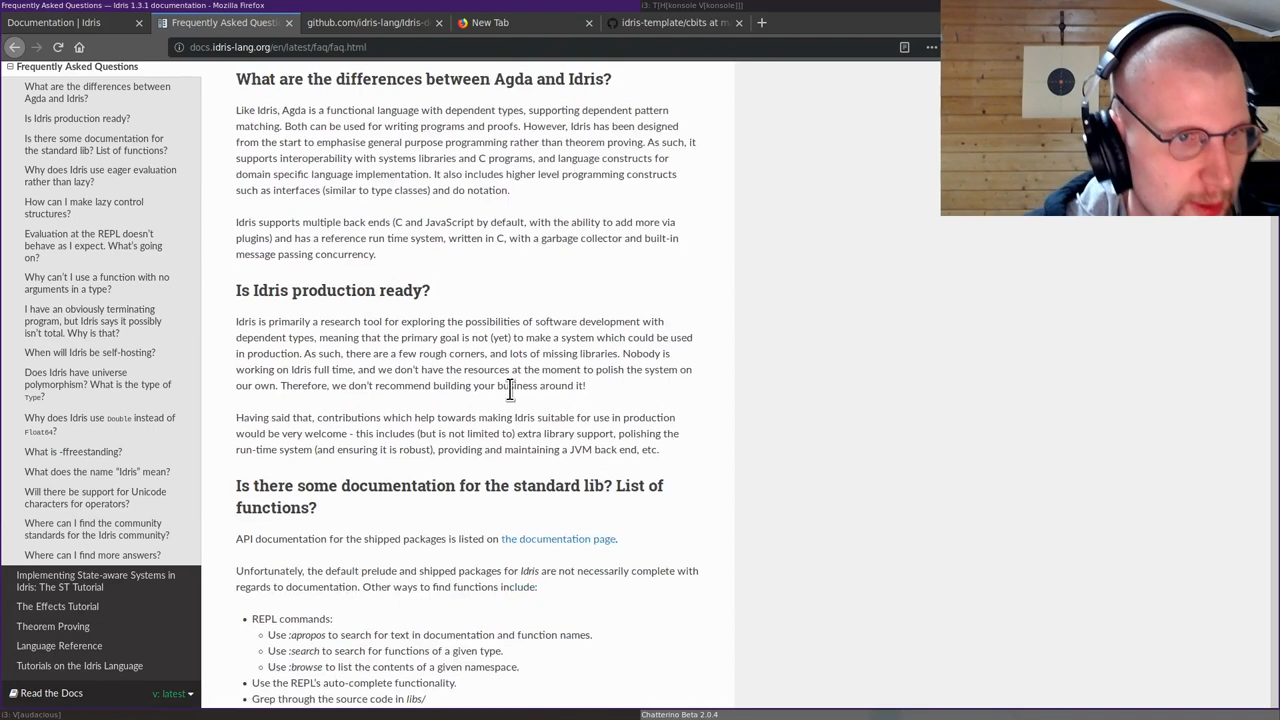 Frequently Asked Questions — Idris 1.3.1 documentation - Mozilla Firefox
i3: T[H[konsole V[konsole]]]
Documentation | Idris
Frequently Asked Questi
github.com/idris-lang/Idris-d
New Tab
idris-template/cbits at m
docs.idris-lang.org/en/latest/faq/faq.html
Frequently Asked Questions
What are the differences between
Agda and Idris?
Is Idris production ready?
Is there some documentation for
the standard lib? List of functions?
Why does Idris use eager evaluation
rather than lazy?
How can I make lazy control
structures?
Evaluation at the REPL doesn't
behave as I expect. What's going
on?
Why can't I use a function with no
arguments in a type?
I have an obviously terminating
program, but Idris says it possibly
isn't total. Why is that?
When will Idris be self-hosting?
Does Idris have universe
polymorphism? What is the type of
Type?
Why does Idris use Double instead of
Float64?
What is -ffreestanding?
What does the name “Idris” mean?
Will there be support for Unicode
characters for operators?
Where can I find the community
standards for the Idris community?
Where can I find more answers?
Implementing State-aware Systems in
Idris: The ST Tutorial
The Effects Tutorial
Theorem Proving
Language Reference
Tutorials on the Idris Language
Read the Docs
v: latest
What are the differences between Agda and Idris?
Like Idris, Agda is a functional language with dependent types, supporting dependent pattern
matching. Both can be used for writing programs and proofs. However, Idris has been designed
from the start to emphasise general purpose programming rather than theorem proving. As such, it
supports interoperability with systems libraries and C programs, and language constructs for
domain specific language implementation. It also includes higher level programming constructs
such as interfaces (similar to type classes) and do notation.
Idris supports multiple back ends (C and JavaScript by default, with the ability to add more via
plugins) and has a reference run time system, written in C, with a garbage collector and built-in
message passing concurrency.
Is Idris production ready?
Idris is primarily a research tool for exploring the possibilities of software development with
dependent types, meaning that the primary goal is not (yet) to make a system which could be used
in production. As such, there are a few rough corners, and lots of missing libraries. Nobody is
working on Idris full time, and we don't have the resources at the moment to polish the system on
our own. Therefore, we don't recommend building your business around it!
Having said that, contributions which help towards making Idris suitable for use in production
would be very welcome - this includes (but is not limited to) extra library support, polishing the
run-time system (and ensuring it is robust), providing and maintaining a JVM back end, etc.
Is there some documentation for the standard lib? List of
functions?
API documentation for the shipped packages is listed on the documentation page.
Unfortunately, the default prelude and shipped packages for Idris are not necessarily complete with
regards to documentation. Other ways to find functions include:
• REPL commands:
Use :apropos to search for text in documentation and function names.
Use :search to search for functions of a given type.
Use :browse to list the contents of a given namespace.
• Use the REPL's auto-complete functionality.
• Grep through the source code in libs/
i3: V[audacious]
Chatterino Beta 2.0.4